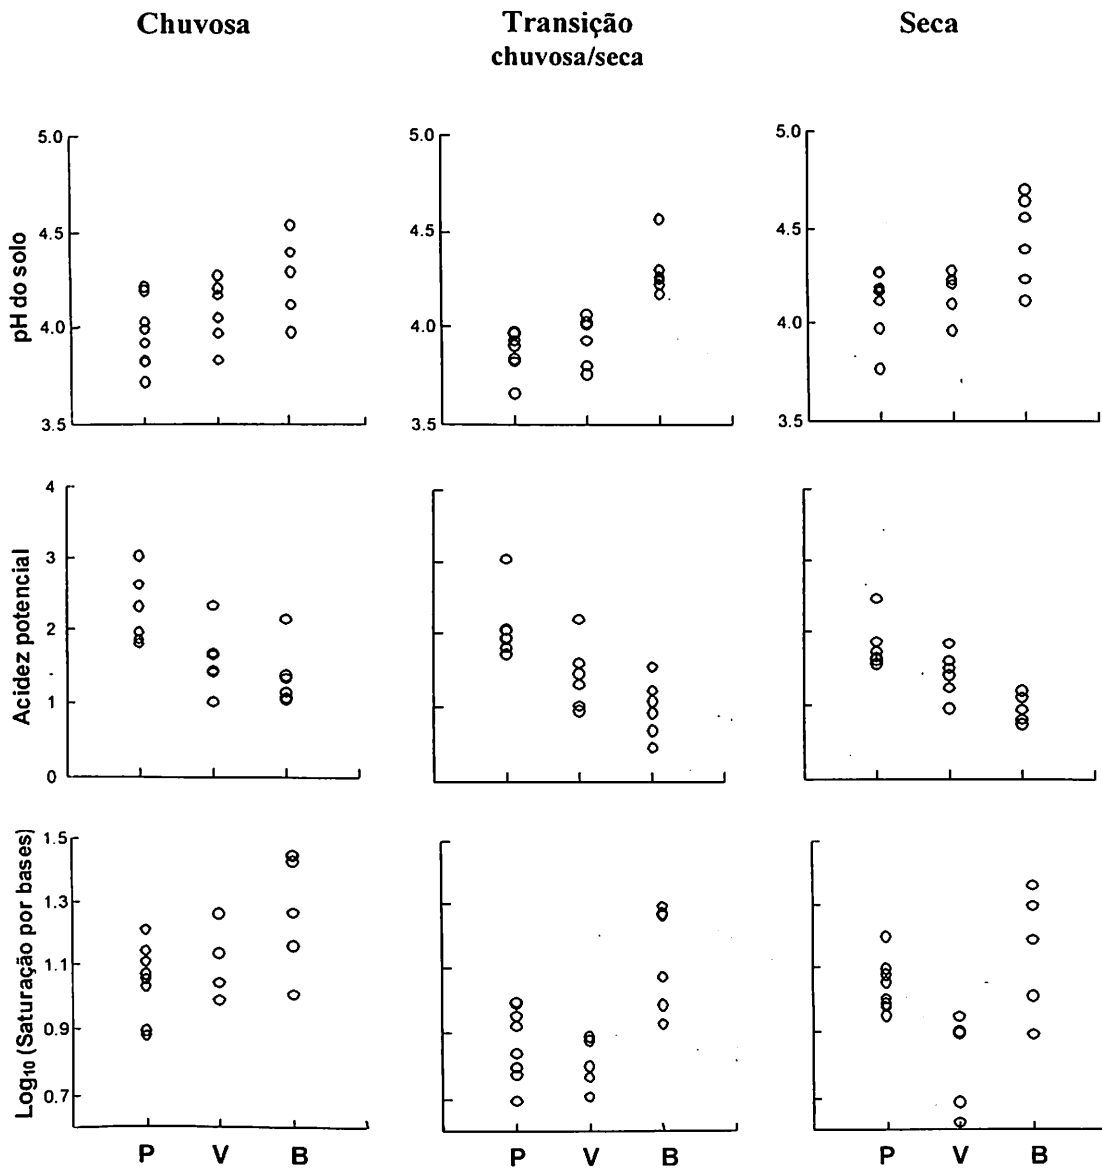 Chuvosa
Transição
chuvosa/seca
Seca
pH do solo
5.0
4.5
4.0
3.5
5.0
4.5
4.0
3.5
5.0
4.5
4.0
3.5
Acidez potencial
4
3
2
1
0
Log₁₀ (Saturação por bases)
1.5
1.3
1.1
0.9
0.7
P V B
P V B
P V B